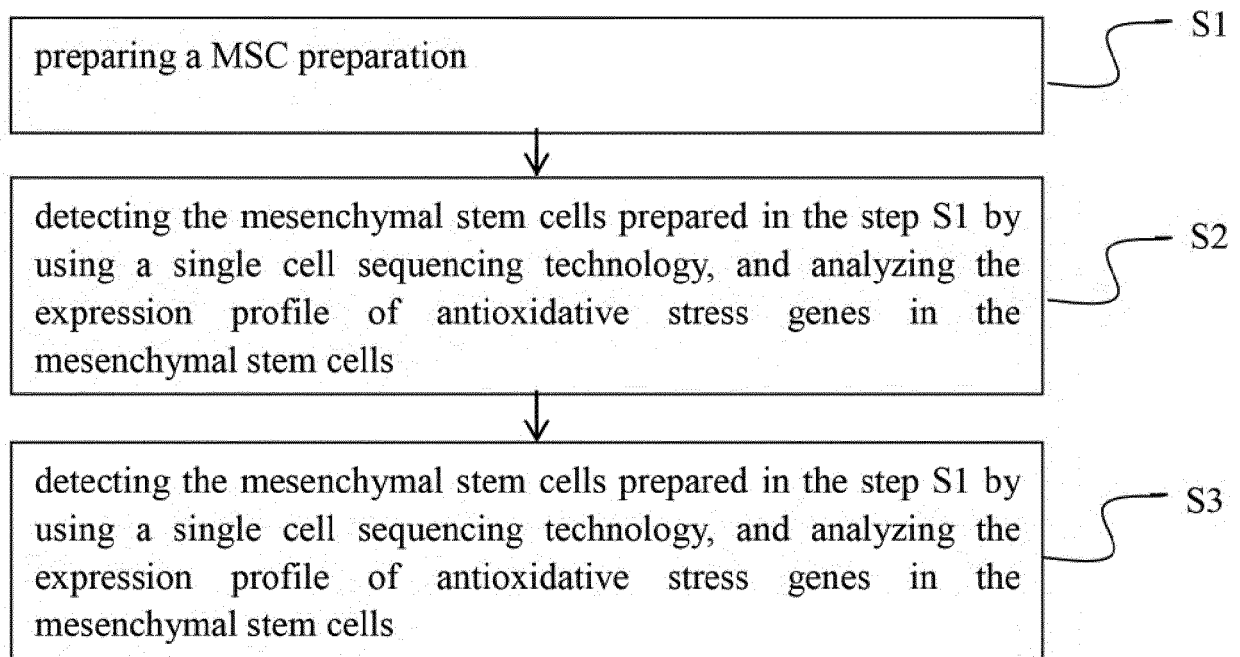 preparing a MSC preparation
S1
detecting the mesenchymal stem cells prepared in the step S1 by
using a single cell sequencing technology, and analyzing the
expression profile of antioxidative stress genes in the
mesenchymal stem cells
S2
detecting the mesenchymal stem cells prepared in the step S1 by
using a single cell sequencing technology, and analyzing the
expression profile of antioxidative stress genes in the
mesenchymal stem cells
S3